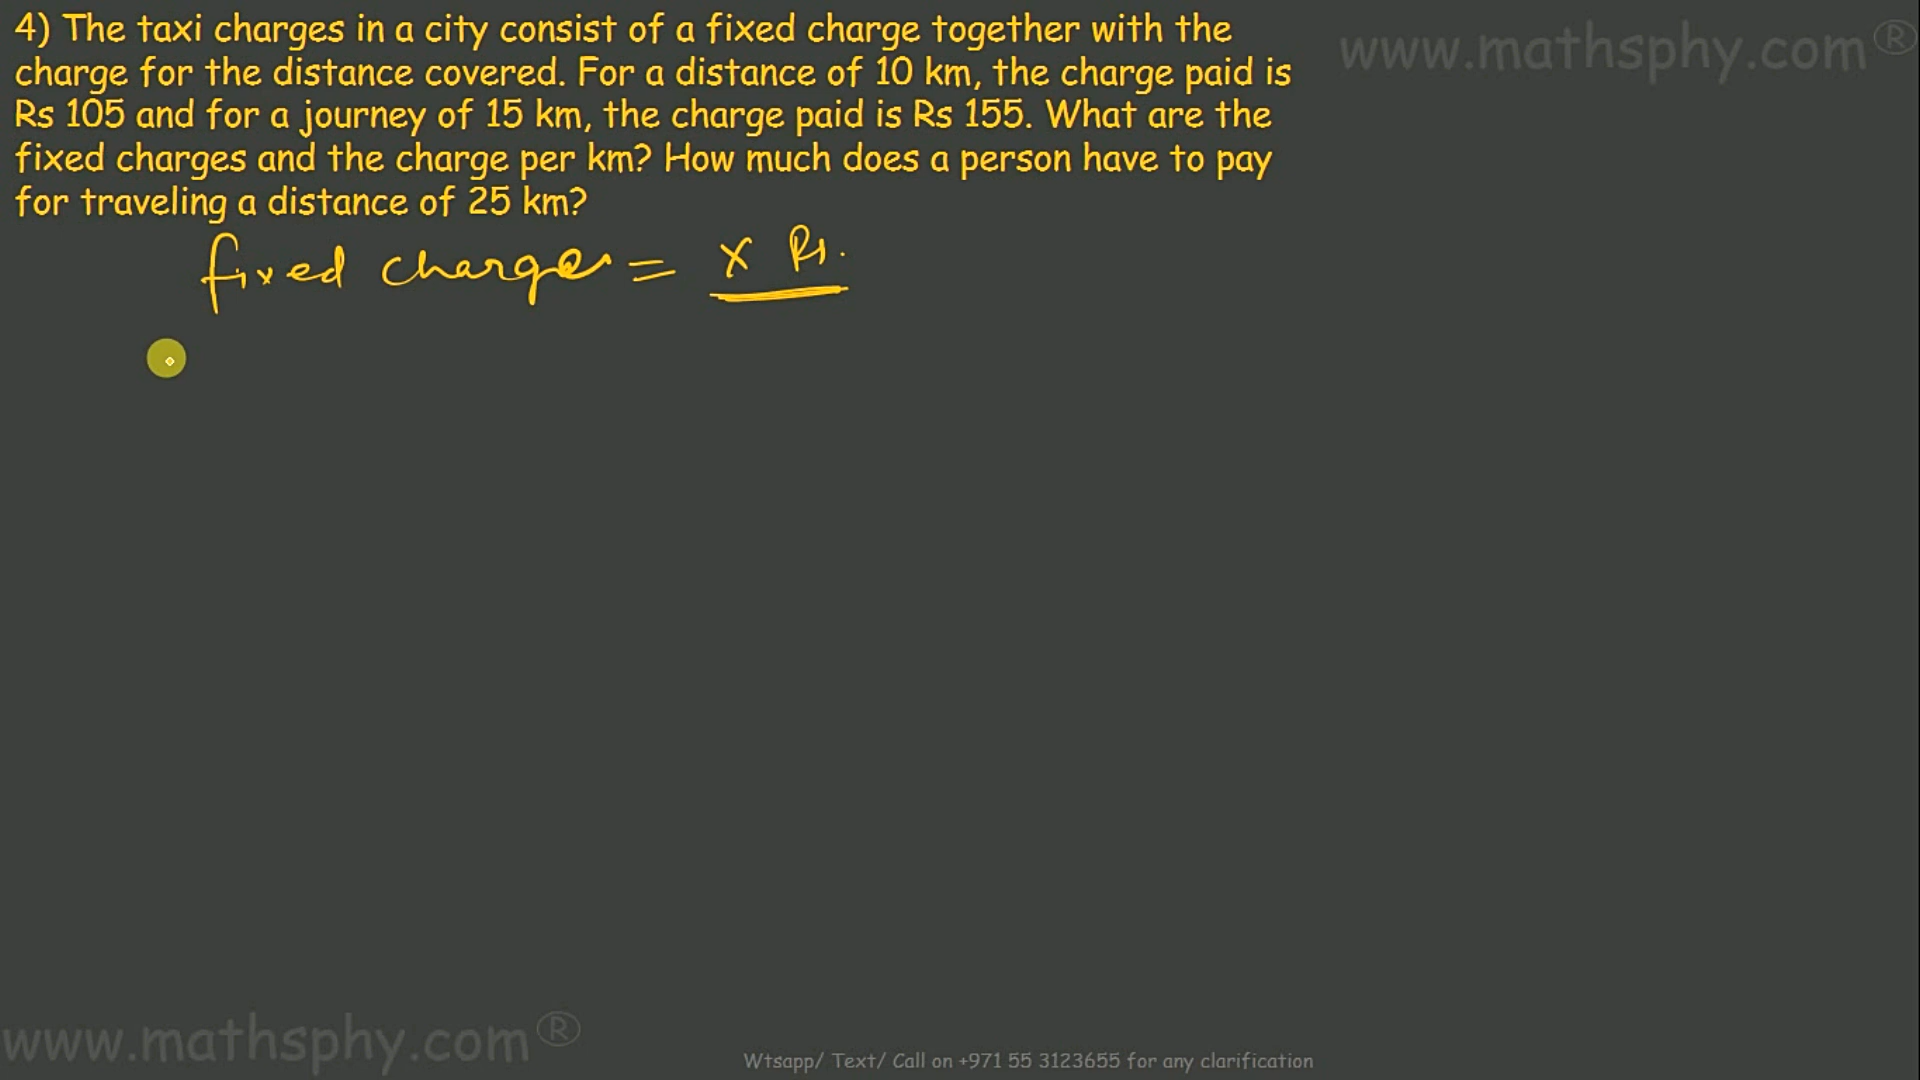 4) The taxi charges in a city consist of a fixed charge together with the
charge for the distance covered. For a distance of 10 km, the charge paid is
Rs 105 and for a journey of 15 km, the charge paid is Rs 155. What are the
fixed charges and the charge per km? How much does a person have to pay
for traveling a distance of 25 km?
www.mathsphy.com®
fixed charges = x Rs.
www.mathsphy.com®
Wtsapp/ Text/ Call on +971 55 3123655 for any clarification